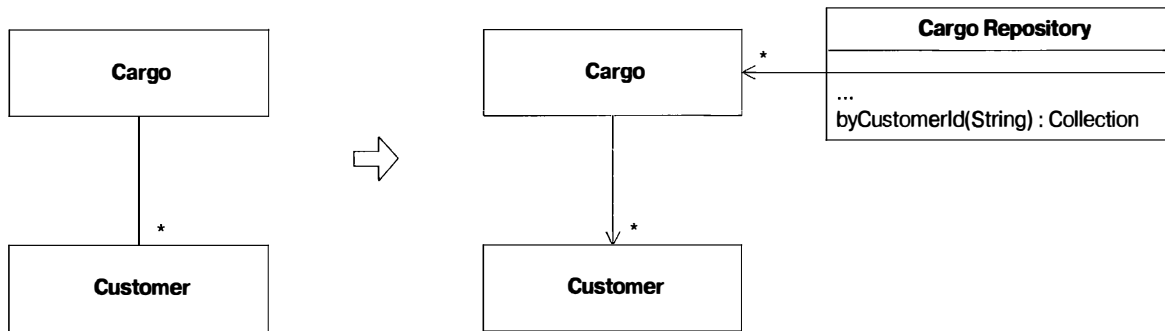 Cargo
*
Customer
Cargo
*
Customer
*
Cargo Repository
...
byCustomerId(String) : Collection